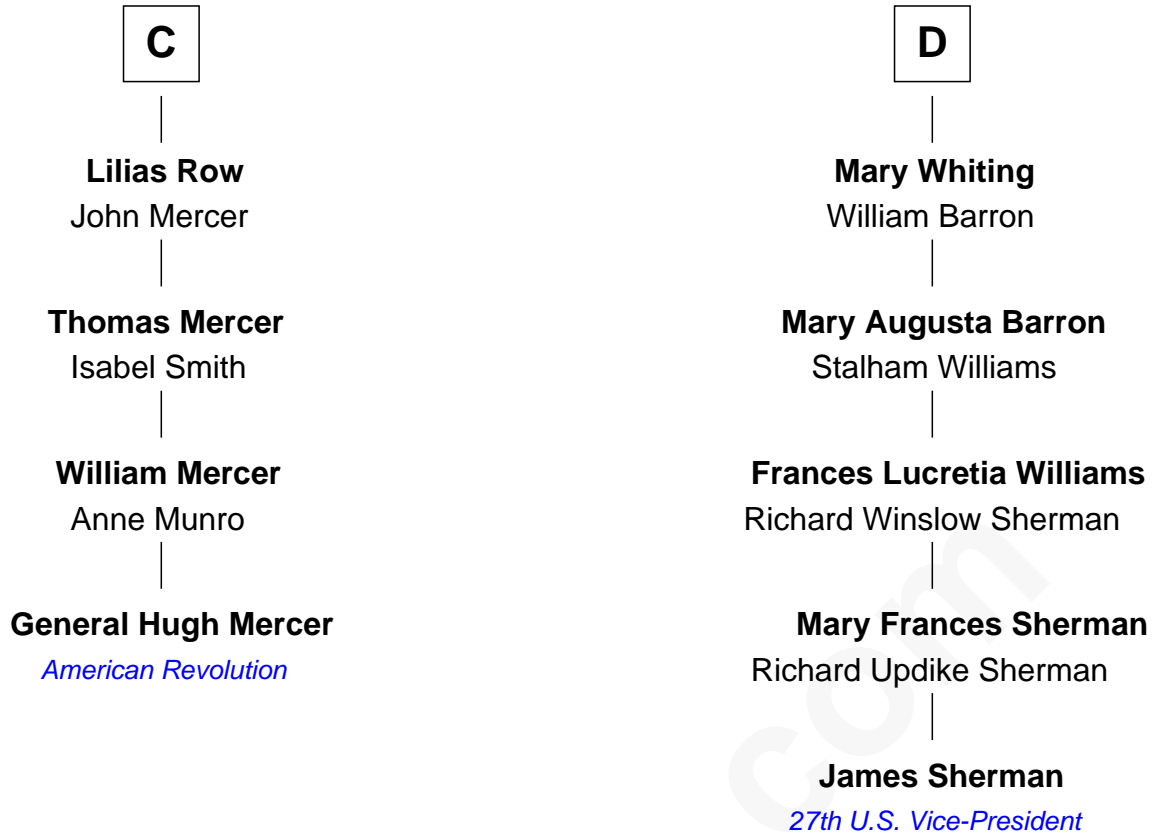 C
Lilias Row
John Mercer
Thomas Mercer
Isabel Smith
William Mercer
Anne Munro
General Hugh Mercer
American Revolution
D
Mary Whiting
William Barron
Mary Augusta Barron
Stalham Williams
Frances Lucretia Williams
Richard Winslow Sherman
Mary Frances Sherman
Richard Updike Sherman
James Sherman
27th U.S. Vice-President
com